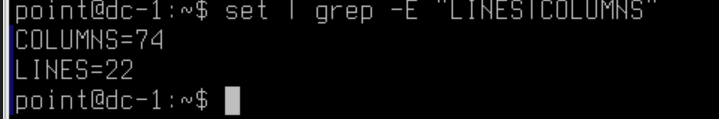 point@dc-1:~$ set | grep -E "LINES|COLUMNS"
COLUMNS=74
LINES=22
point@dc-1:~$